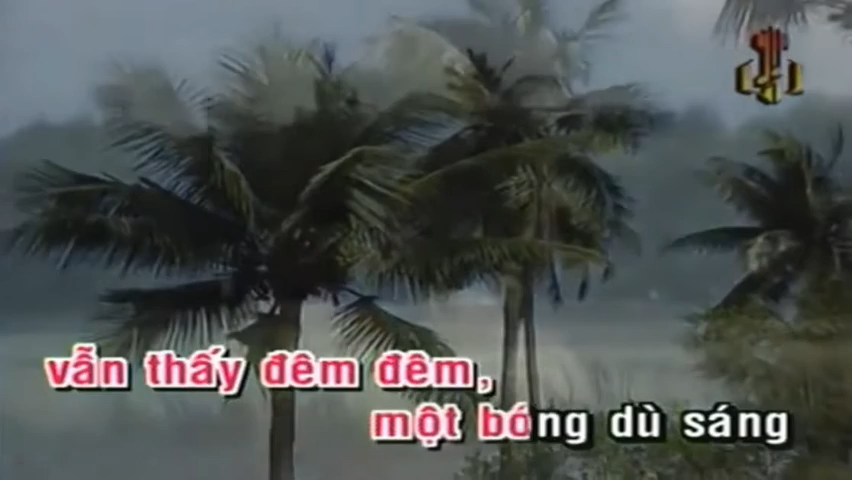 vẫn thấy đêm đêm,
một bóng dù sáng